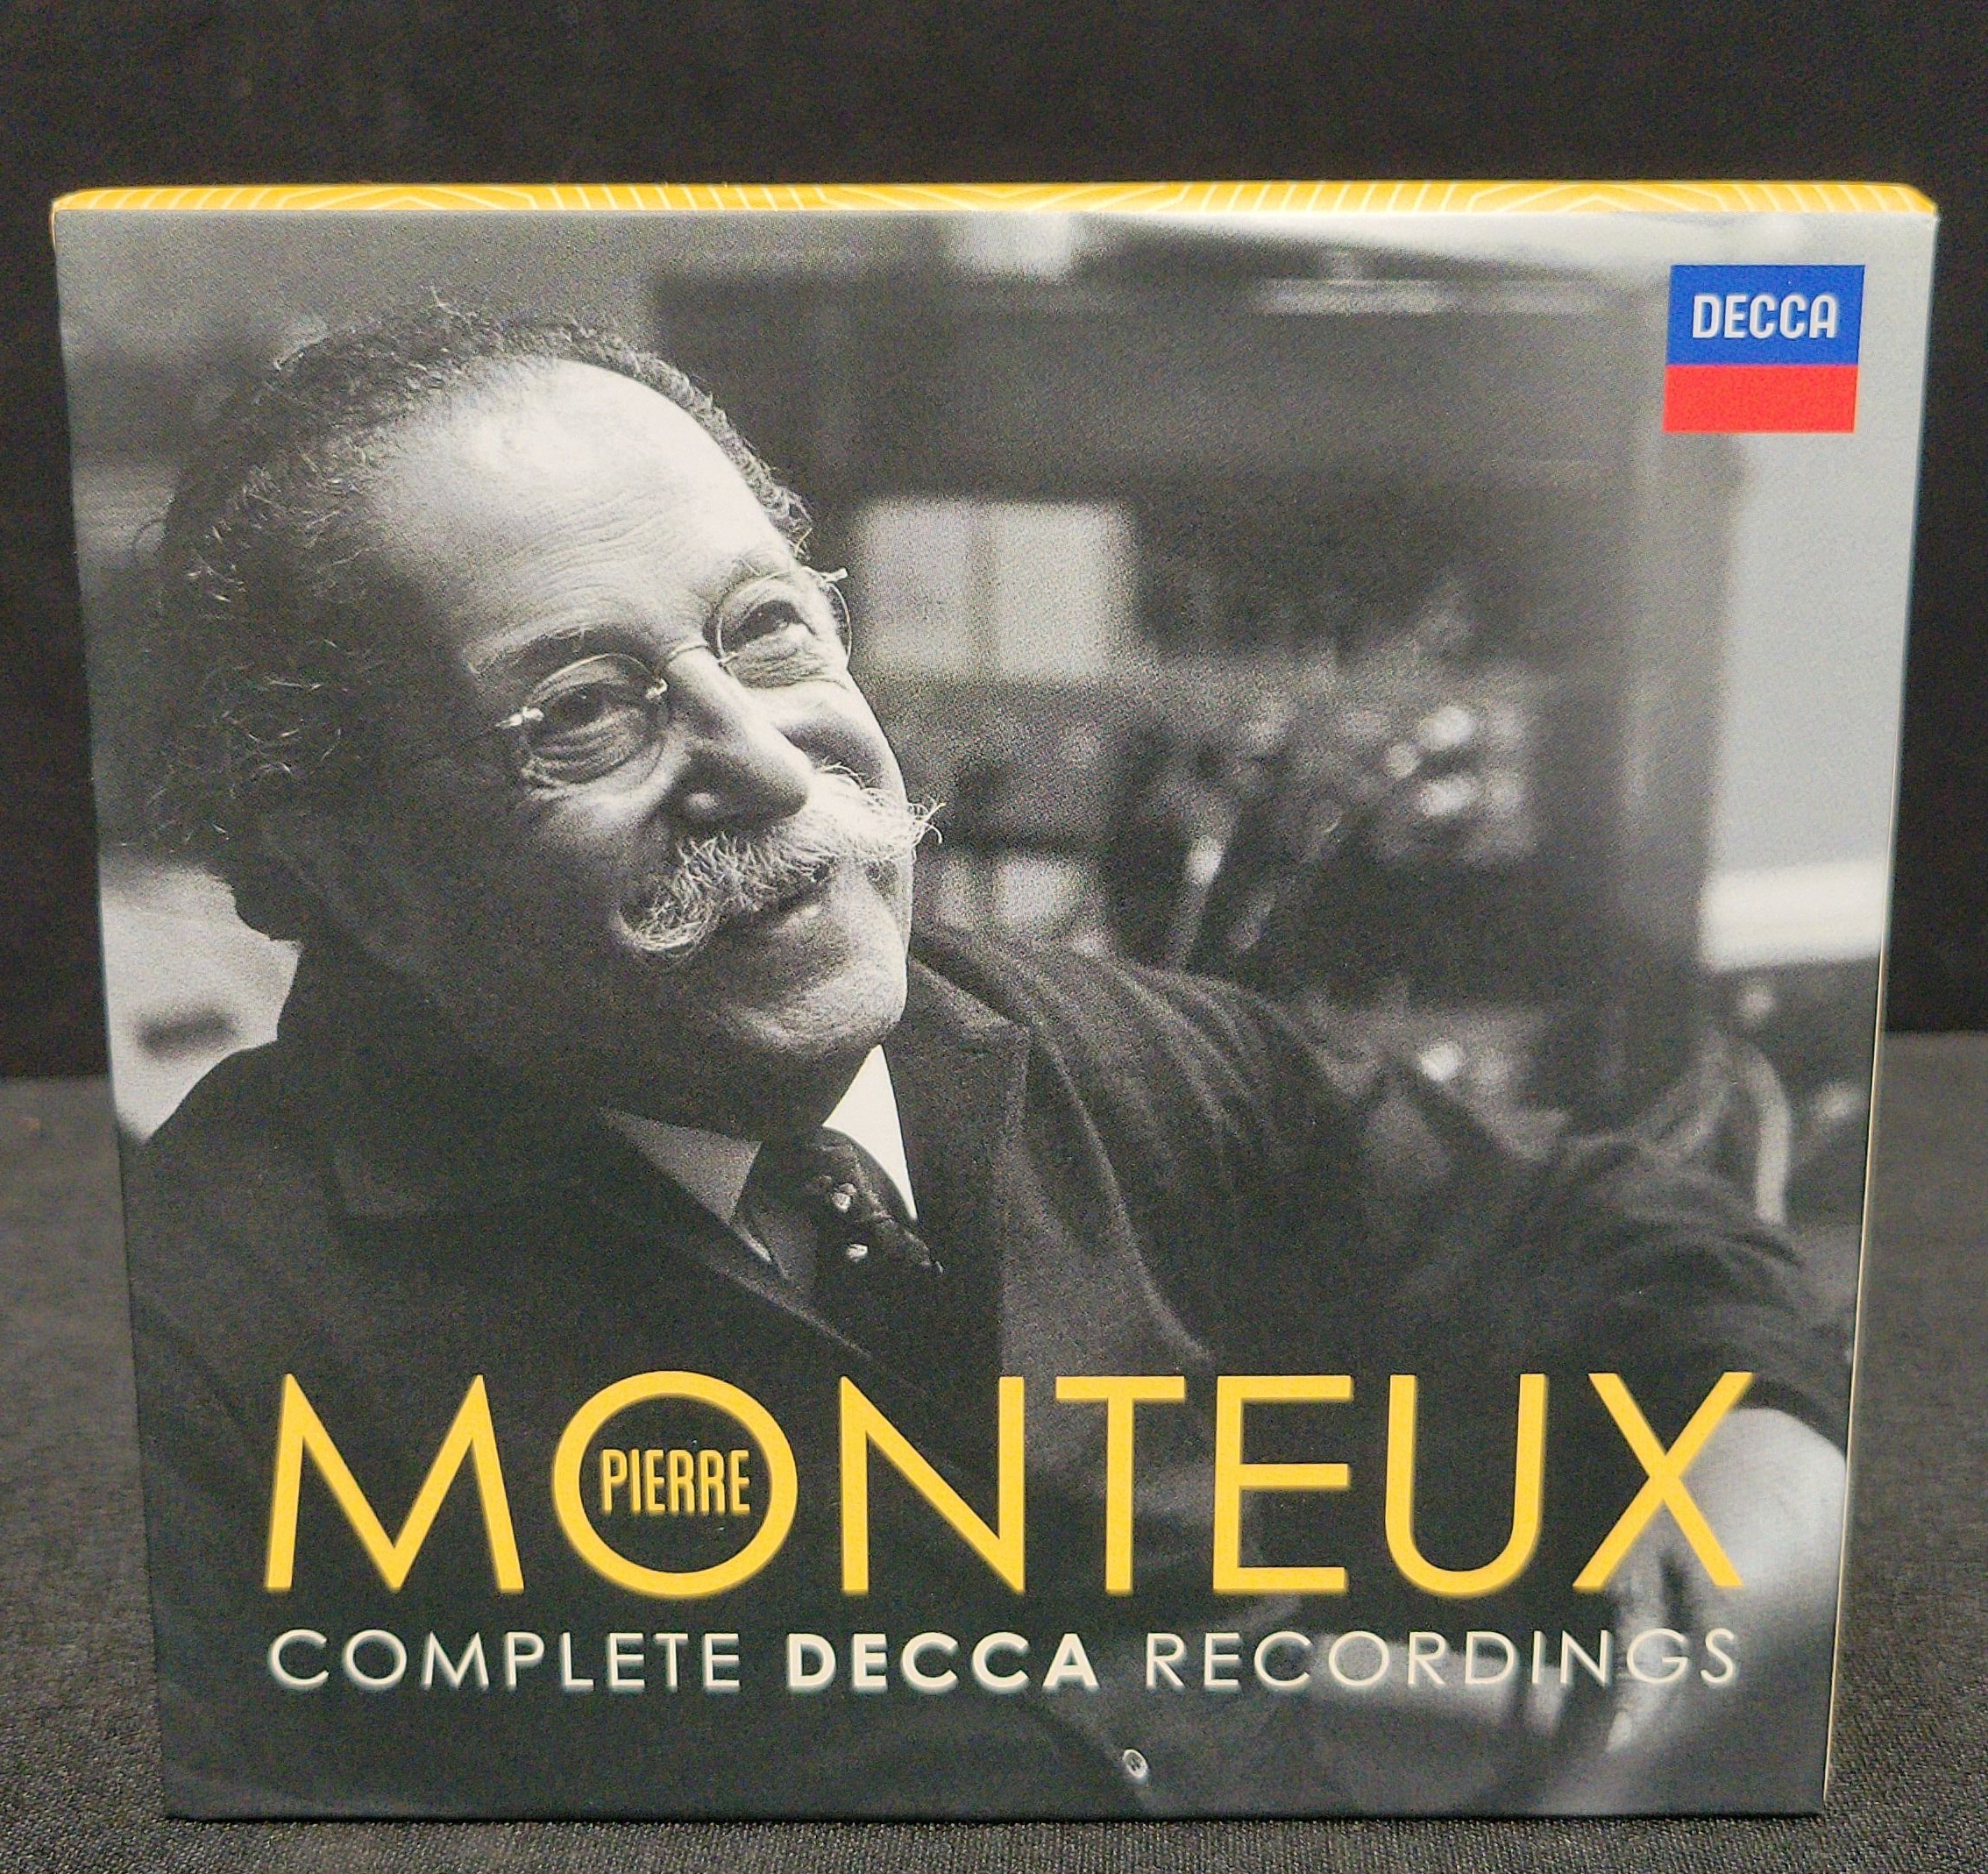 DECCA
MONTEUX
PIERRE
COMPLETE DECCA RECORDINGS